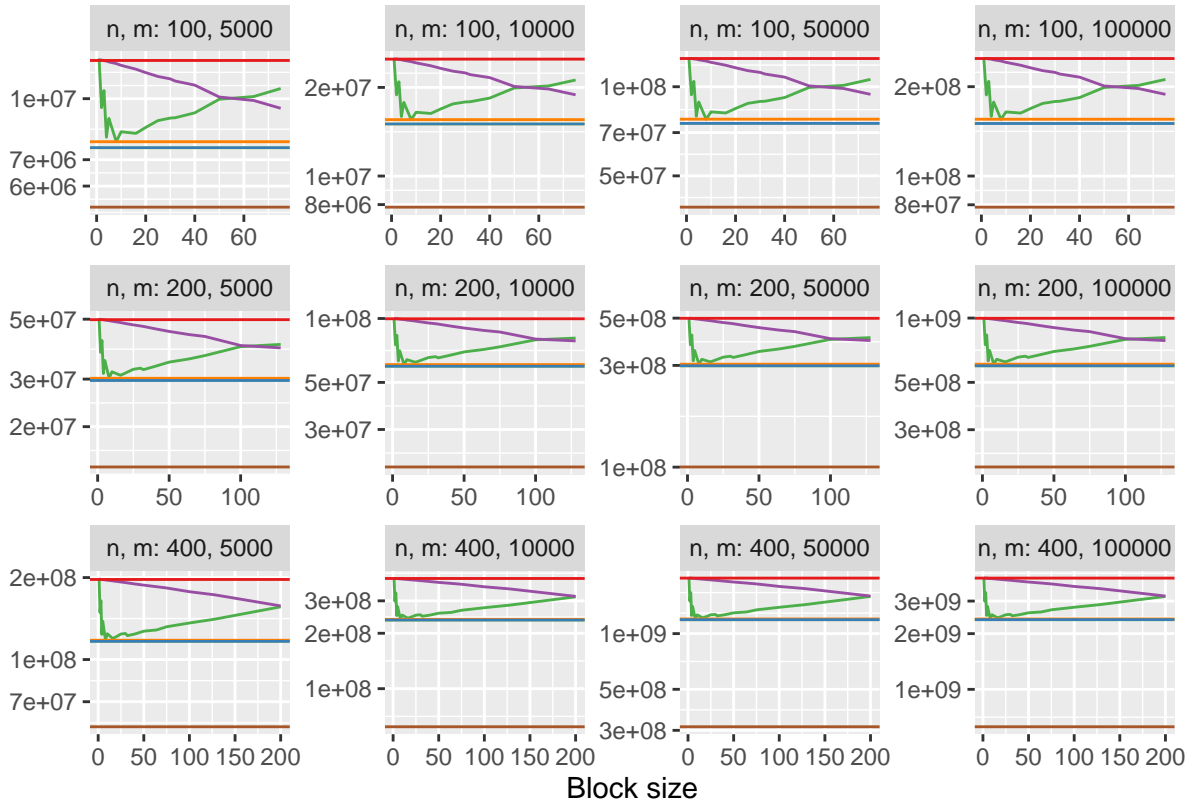 n, m: 100, 5000
n, m: 100, 10000
n, m: 100, 50000
n, m: 100, 100000
1e+07
7e+06
6e+06
0 20 40 60
2e+07
1e+07
8e+06
0 20 40 60
1e+08
7e+07
5e+07
0 20 40 60
2e+08
1e+08
8e+07
0 20 40 60
n, m: 200, 5000
n, m: 200, 10000
n, m: 200, 50000
n, m: 200, 100000
5e+07
3e+07
2e+07
0 50 100
1e+08
5e+07
3e+07
0 50 100
5e+08
3e+08
1e+08
0 50 100
1e+09
5e+08
3e+08
0 50 100
n, m: 400, 5000
n, m: 400, 10000
n, m: 400, 50000
n, m: 400, 100000
2e+08
1e+08
7e+07
0 50 100 150 200
3e+08
2e+08
1e+08
0 50 100 150 200
1e+09
5e+08
3e+08
0 50 100 150 200
3e+09
2e+09
1e+09
0 50 100 150 200
Block size